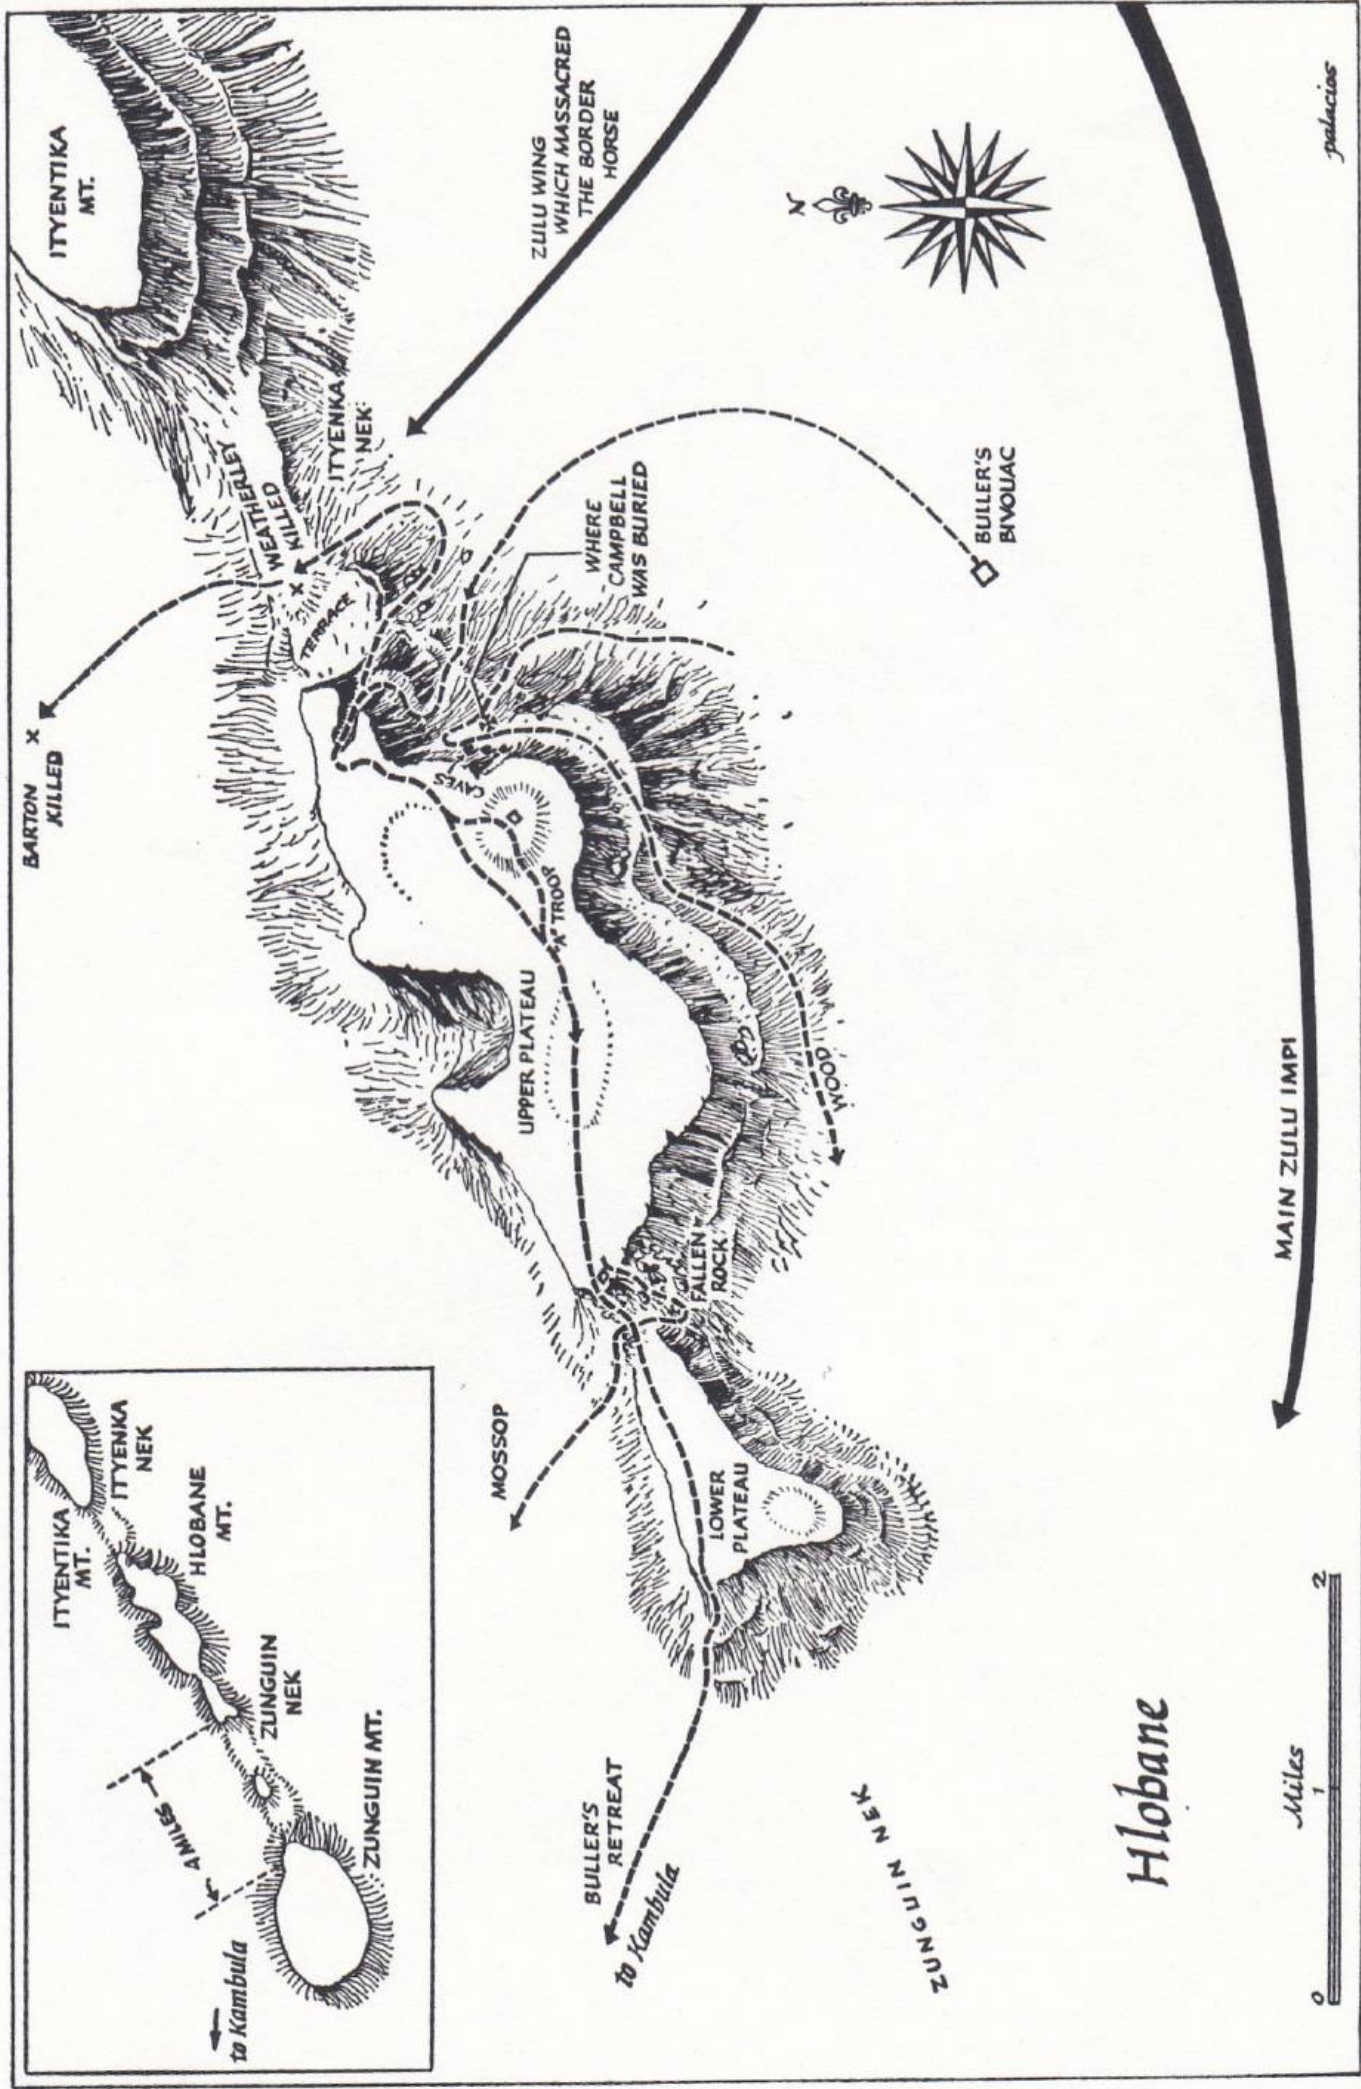 ITYENTIKA
MT.
ITYENKA
NEK
HLOBANE
MT.
ZUNGUIN
NEK
4 MILES
ZUNGUIN MT.
to Kambula
BARTON X
KILLED
WEATHERLEY
KILLED
X
TERRACE
ITYENTIKA
MT.
ITYENKA
NEK
ZULU WING
WHICH MASSACRED
THE BORDER
HORSE
WHERE
CAMPBELL
WAS BURIED
CAVES
"A" TROOP
UPPER PLATEAU
MOSSOP
FALLEN
ROCK
WOOD
LOWER
PLATEAU
BULLER'S
RETREAT
to Kambula
ZUNGUIN NEK
BULLER'S
BIVOUAC
N
MAIN ZULU IMPI
Hlobane
Miles
0 1 2
palacios